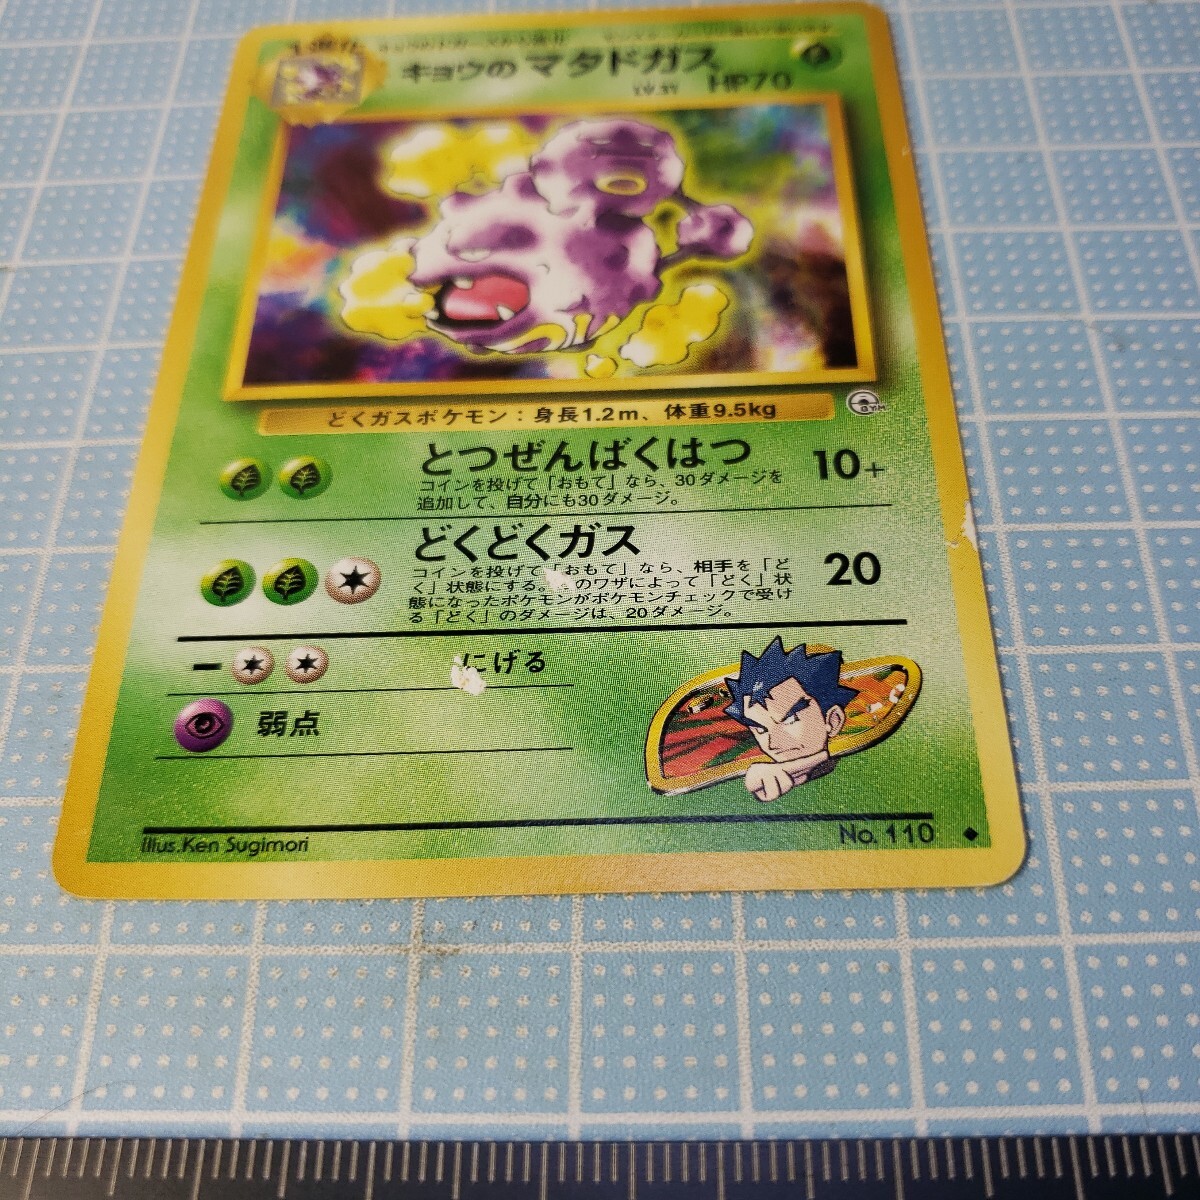 1進化
キョウの マタドガス
HP70
どくガスポケモン：身長1.2m、体重9.5kg
GYM
とつぜんばくはつ 10+
コインを投げて「おもて」なら、30ダメージを
追加して、自分にも30ダメージ。
どくどくガス 20
コインを投げて「おもて」なら、相手を「ど
く」状態にする。のワザによって「どく」状
態になったポケモンがポケモンチェックで受け
る「どく」のダメージは、20ダメージ。
にげる
弱点
Illus.Ken Sugimori
No. 110